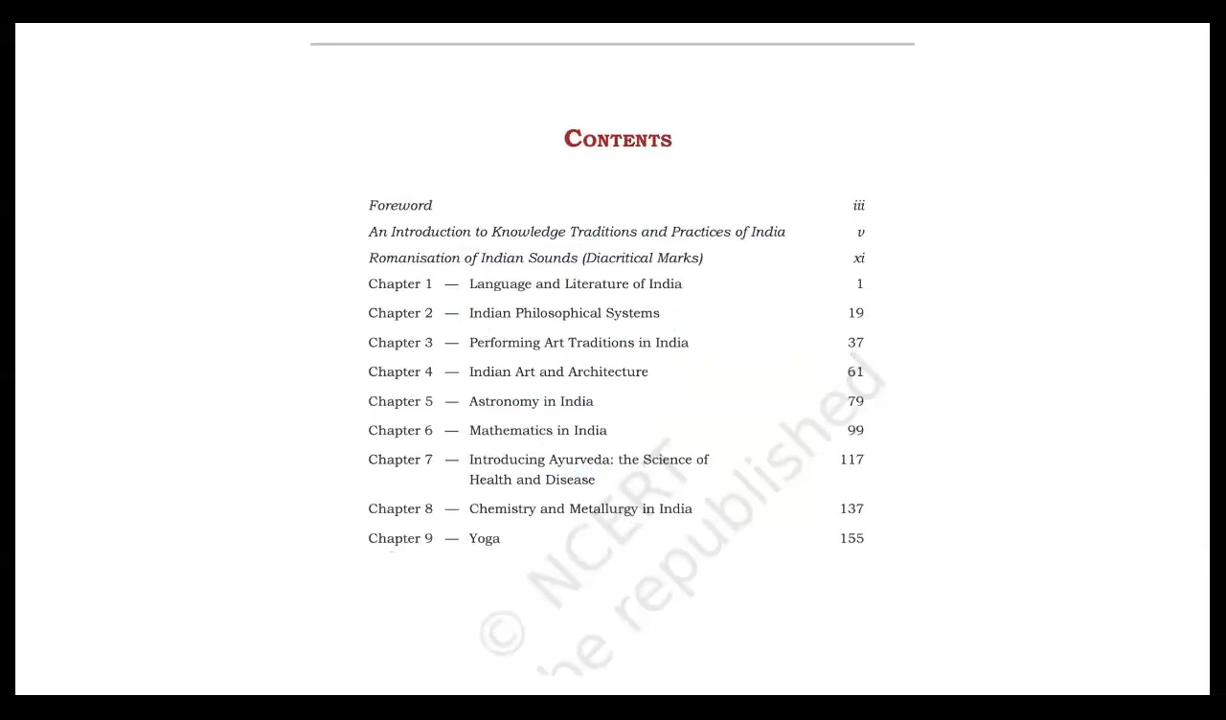 CONTENTS
Foreword iii
An Introduction to Knowledge Traditions and Practices of India v
Romanisation of Indian Sounds (Diacritical Marks) xi
Chapter 1 — Language and Literature of India 1
Chapter 2 — Indian Philosophical Systems 19
Chapter 3 — Performing Art Traditions in India 37
Chapter 4 — Indian Art and Architecture 61
Chapter 5 — Astronomy in India 79
Chapter 6 — Mathematics in India 99
Chapter 7 — Introducing Ayurveda: the Science of 117
Health and Disease
Chapter 8 — Chemistry and Metallurgy in India 137
Chapter 9 — Yoga 155
© NCERT
be republished